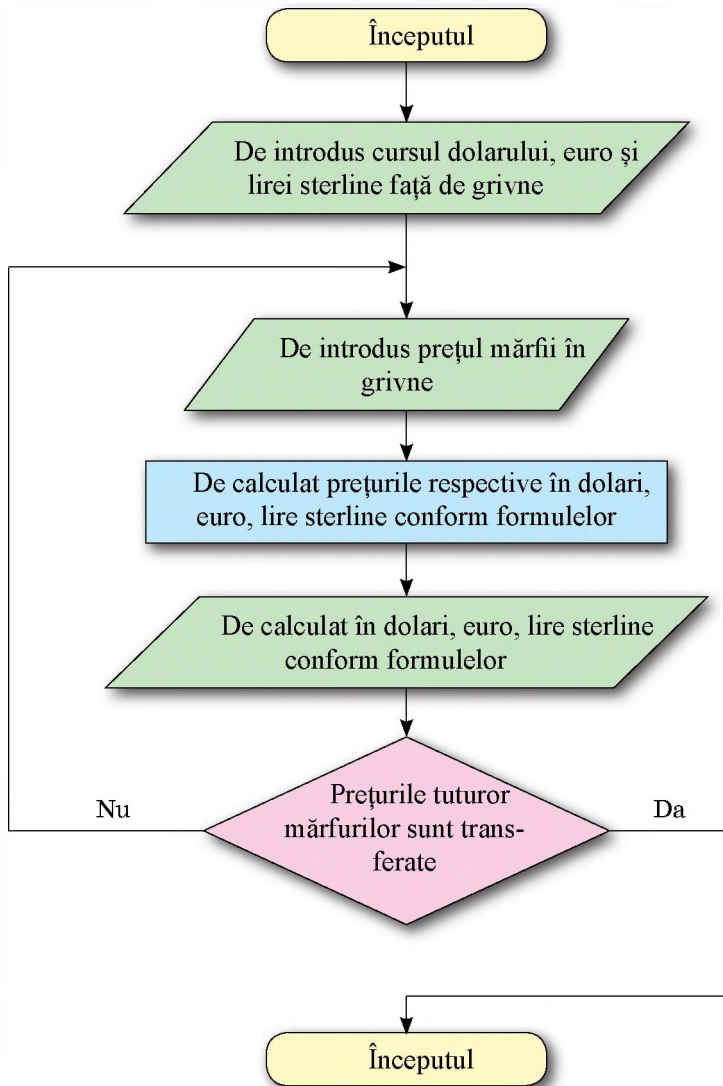 Începutul
De introdus cursul dolarului, euro și
lirei sterline față de grivne
De introdus prețul mărfii în
grivne
De calculat prețurile respective în dolari,
euro, lire sterline conform formulelor
De calculat în dolari, euro, lire sterline
conform formulelor
Nu
Prețurile tuturor
mărfurilor sunt trans-
ferate
Da
Începutul